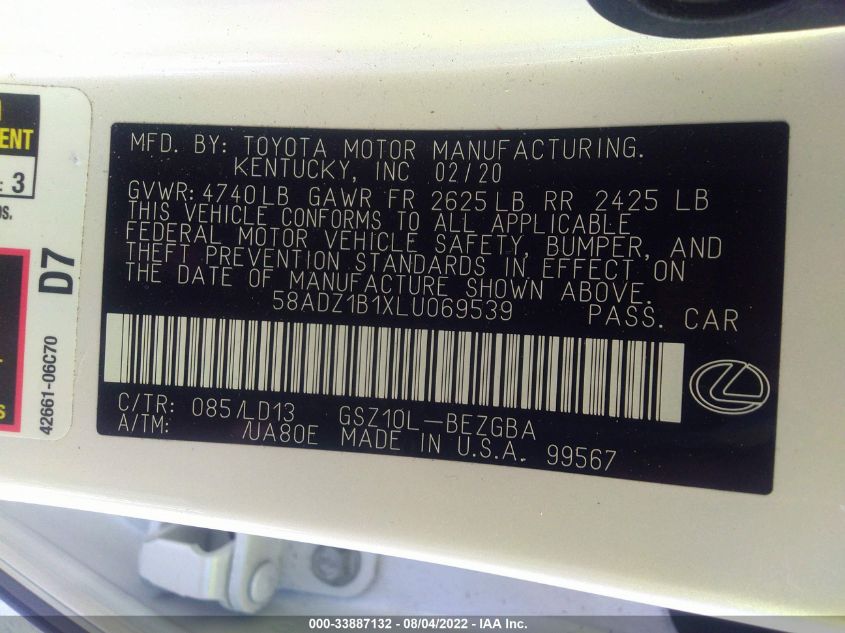 MFD. BY: TOYOTA MOTOR MANUFACTURING.
KENTUCKY, INC 02/20
GVWR: 4740LB GAWR FR 2625LB RR 2425 LB
THIS VEHICLE CONFORMS TO ALL APPLICABLE
FEDERAL MOTOR VEHICLE SAFETY, BUMPER, AND
THEFT PREVENTION STANDARDS IN EFFECT ON
THE DATE OF MANUFACTURE SHOWN ABOVE.
58ADZ1B1XLU069539 PASS. CAR
C/TR: 085/LD13 GSZ10L-BEZGBA
A/TM: /UA80E MADE IN U.S.A. 99567
: 3
D7
42661-06C70
000-33887132 - 08/04/2022 - IAA Inc.